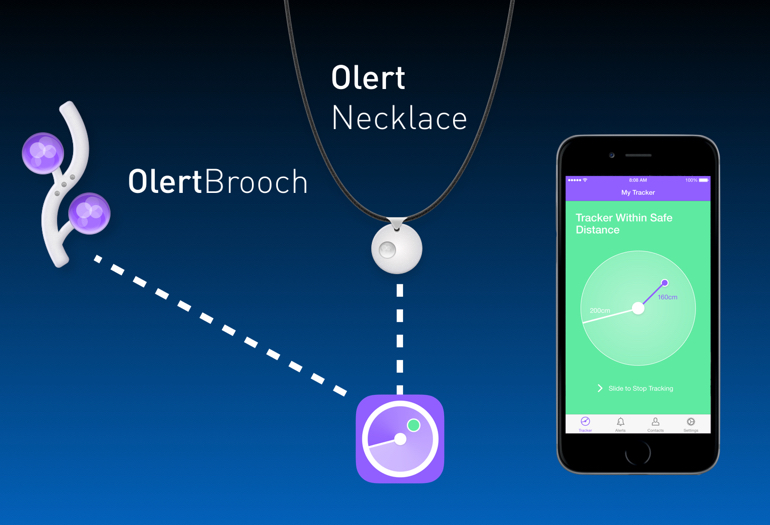 Olert
Necklace
OlertBrooch
9:06 AM
100%
My Tracker
Tracker Within Safe
Distance
160cm
200cm
Slide to Stop Tracking
Tracker
Alerts
Contacts
Settings